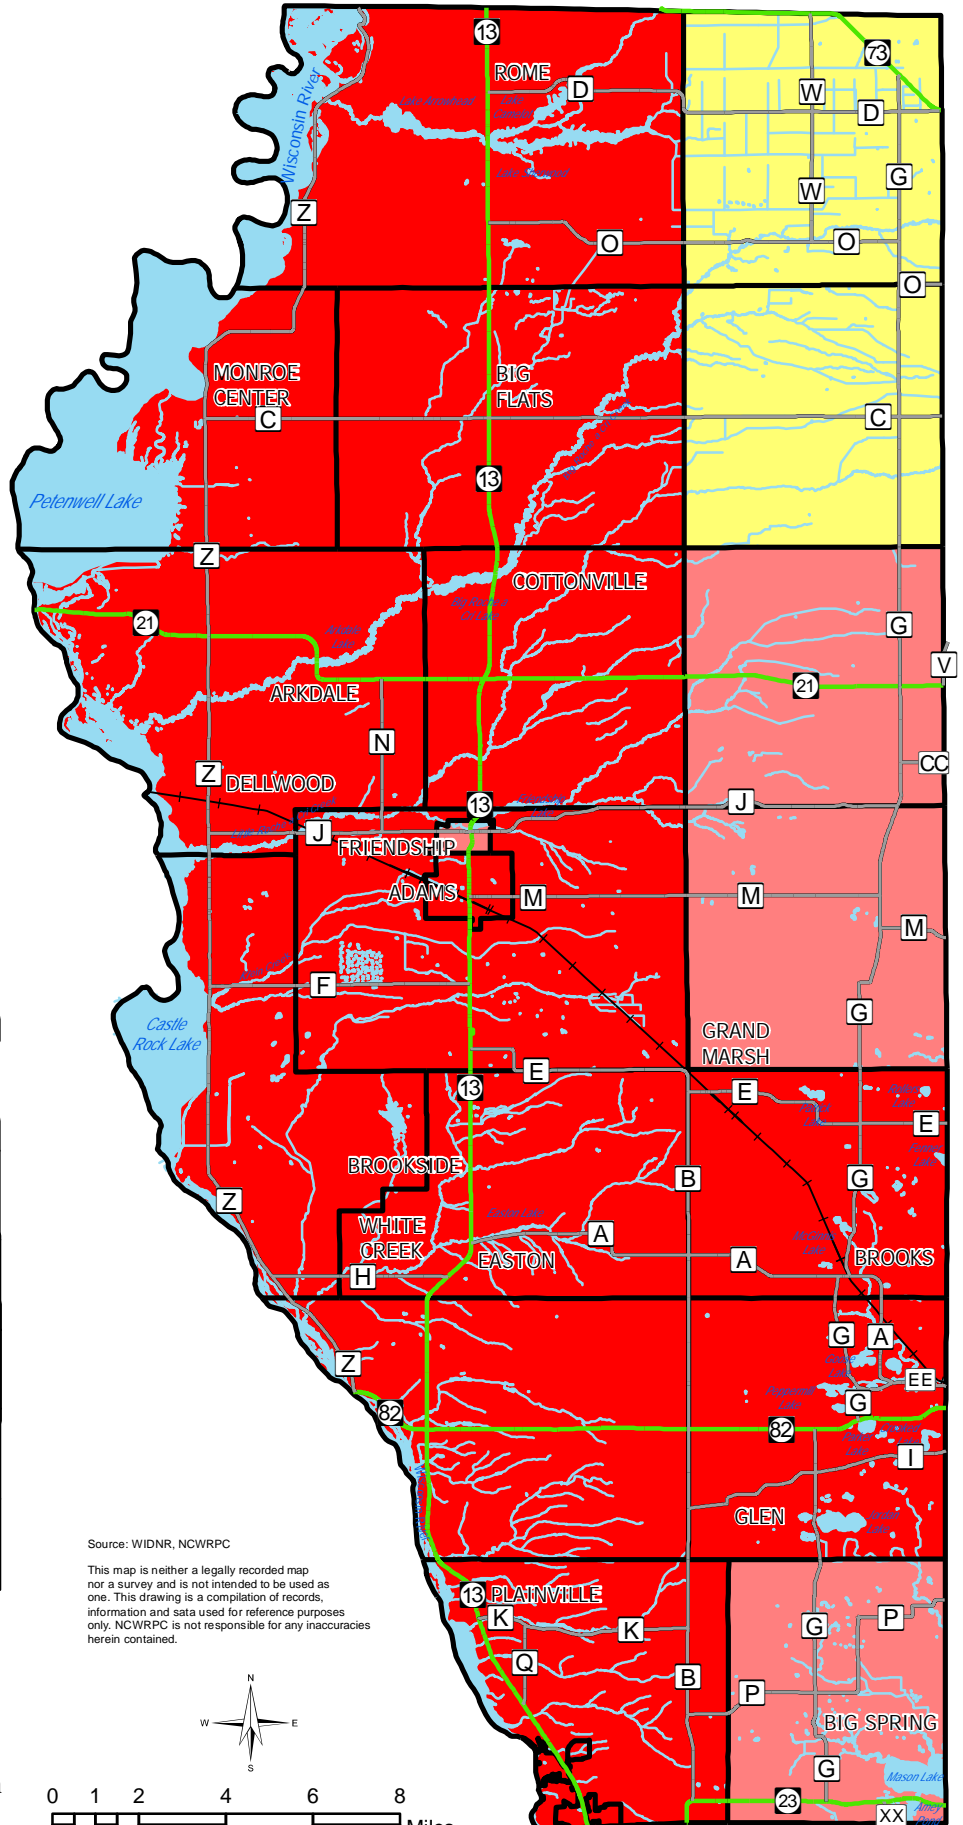 13
73
ROME
D
W
D
Wisconsin River
W
G
Z
O
O
O
MONROE
CENTER
BIG
FLATS
C
C
13
Petenwell Lake
Z
COTTONVILLE
21
G
V
ARKDALE
21
N
CC
Z
DELLWOOD
13
J
J
FRIENDSHIP
ADAMS
M
M
M
F
Castle
Rock Lake
G
GRAND
MARSH
E
13
E
E
BROOKSIDE
B
G
Z
WHITE
CREEK
A
EASTON
A
BROOKS
H
G
A
Z
EE
G
82
82
I
GLEN
Source: WIDNR, NCWRPC
This map is neither a legally recorded map
nor a survey and is not intended to be used as
one. This drawing is a compilation of records,
information and sata used for reference purposes
only. NCWRPC is not responsible for any inaccuracies
herein contained.
13
PLAINVILLE
K
K
G
P
Q
B
P
BIG SPRING
N
W
E
S
G
Mason Lake
23
XX
0 1 2 4 6 8
Miles